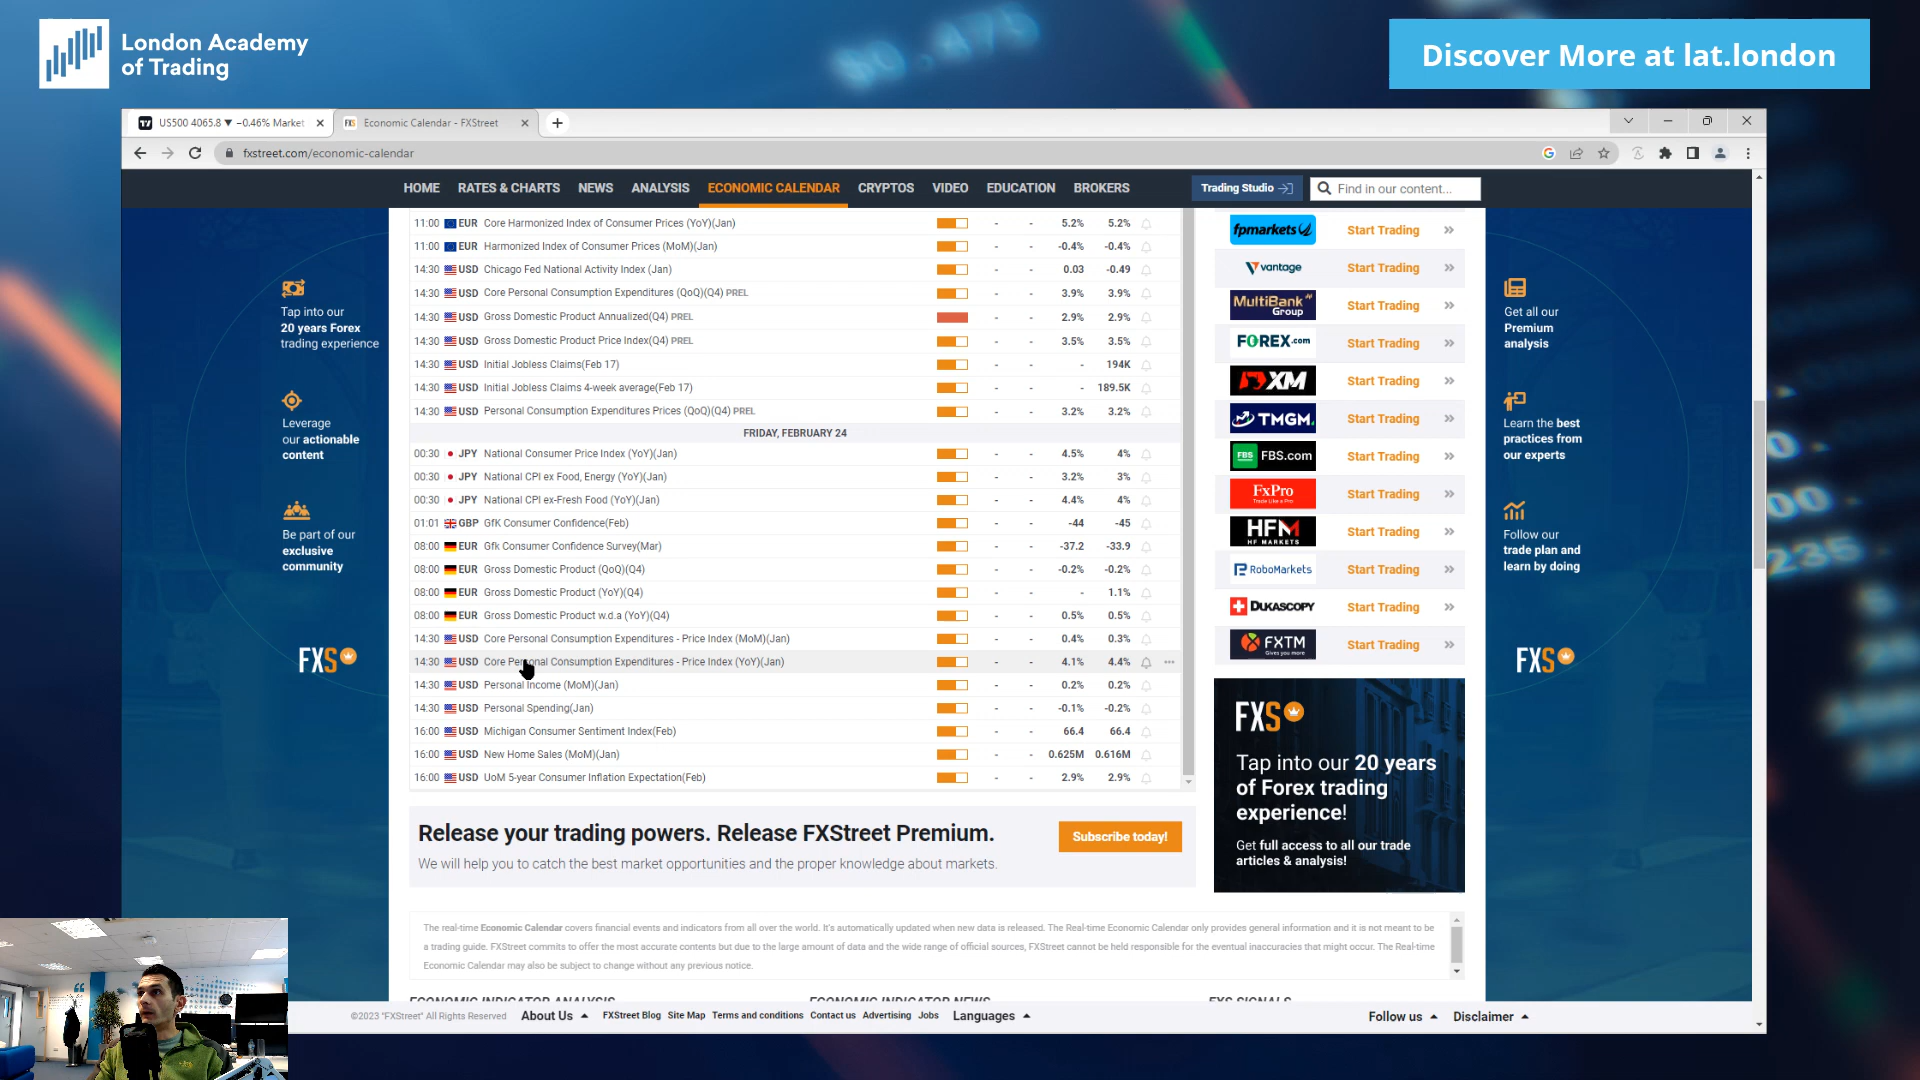 London Academy
of Trading
$0.475
Discover More at lat.london
US500 4065.8 ▼ −0.46% Market
Economic Calendar - FXStreet
fxstreet.com/economic-calendar
HOME RATES & CHARTS NEWS ANALYSIS ECONOMIC CALENDAR CRYPTOS VIDEO EDUCATION BROKERS Trading Studio Find in our content...
11:00 EUR Core Harmonized Index of Consumer Prices (YoY)(Jan) - - 5.2% 5.2%
11:00 EUR Harmonized Index of Consumer Prices (MoM)(Jan) - - -0.4% -0.4%
14:30 USD Chicago Fed National Activity Index (Jan) - - 0.03 -0.49
14:30 USD Core Personal Consumption Expenditures (QoQ)(Q4) PREL - - 3.9% 3.9%
14:30 USD Gross Domestic Product Annualized(Q4) PREL - - 2.9% 2.9%
14:30 USD Gross Domestic Product Price Index(Q4) PREL - - 3.5% 3.5%
14:30 USD Initial Jobless Claims(Feb 17) - - - 194K
14:30 USD Initial Jobless Claims 4-week average(Feb 17) - - - 189.5K
14:30 USD Personal Consumption Expenditures Prices (QoQ)(Q4) PREL - - 3.2% 3.2%
FRIDAY, FEBRUARY 24
00:30 JPY National Consumer Price Index (YoY)(Jan) - - 4.5% 4%
00:30 JPY National CPI ex Food, Energy (YoY)(Jan) - - 3.2% 3%
00:30 JPY National CPI ex-Fresh Food (YoY)(Jan) - - 4.4% 4%
01:01 GBP GfK Consumer Confidence(Feb) - - -44 -45
08:00 EUR Gfk Consumer Confidence Survey(Mar) - - -37.2 -33.9
08:00 EUR Gross Domestic Product (QoQ)(Q4) - - -0.2% -0.2%
08:00 EUR Gross Domestic Product (YoY)(Q4) - - - 1.1%
08:00 EUR Gross Domestic Product w.d.a (YoY)(Q4) - - 0.5% 0.5%
14:30 USD Core Personal Consumption Expenditures - Price Index (MoM)(Jan) - - 0.4% 0.3%
14:30 USD Core Personal Consumption Expenditures - Price Index (YoY)(Jan) - - 4.1% 4.4%
14:30 USD Personal Income (MoM)(Jan) - - 0.2% 0.2%
14:30 USD Personal Spending(Jan) - - -0.1% -0.2%
16:00 USD Michigan Consumer Sentiment Index(Feb) - - 66.4 66.4
16:00 USD New Home Sales (MoM)(Jan) - - 0.625M 0.616M
16:00 USD UoM 5-year Consumer Inflation Expectation(Feb) - - 2.9% 2.9%
Tap into our
20 years Forex
trading experience
Leverage
our actionable
content
Be part of our
exclusive
community
FXS
fpmarkets Start Trading
vantage Start Trading
MultiBank Group Start Trading
FOREX.com Start Trading
XM Start Trading
TMGM Start Trading
FBS FBS.com Start Trading
FxPro Trade Like a Pro Start Trading
HFM HF MARKETS Start Trading
RoboMarkets Start Trading
DUKASCOPY Start Trading
FXTM Gives you more Start Trading
Get all our
Premium
analysis
Learn the best
practices from
our experts
Follow our
trade plan and
learn by doing
FXS
FXS
Tap into our 20 years
of Forex trading
experience!
Get full access to all our trade
articles & analysis!
Release your trading powers. Release FXStreet Premium.
We will help you to catch the best market opportunities and the proper knowledge about markets.
Subscribe today!
The real-time Economic Calendar covers financial events and indicators from all over the world. It's automatically updated when new data is released. The Real-time Economic Calendar only provides general information and it is not meant to be
a trading guide. FXStreet commits to offer the most accurate contents but due to the large amount of data and the wide range of official sources, FXStreet cannot be held responsible for the eventual inaccuracies that might occur. The Real-time
Economic Calendar may also be subject to change without any previous notice.
ECONOMIC INDICATOR ANALYSIS ECONOMIC INDICATOR NEWS FXS SIGNALS
©2023 "FXStreet" All Rights Reserved About Us FXStreet Blog Site Map Terms and conditions Contact us Advertising Jobs Languages Follow us Disclaimer